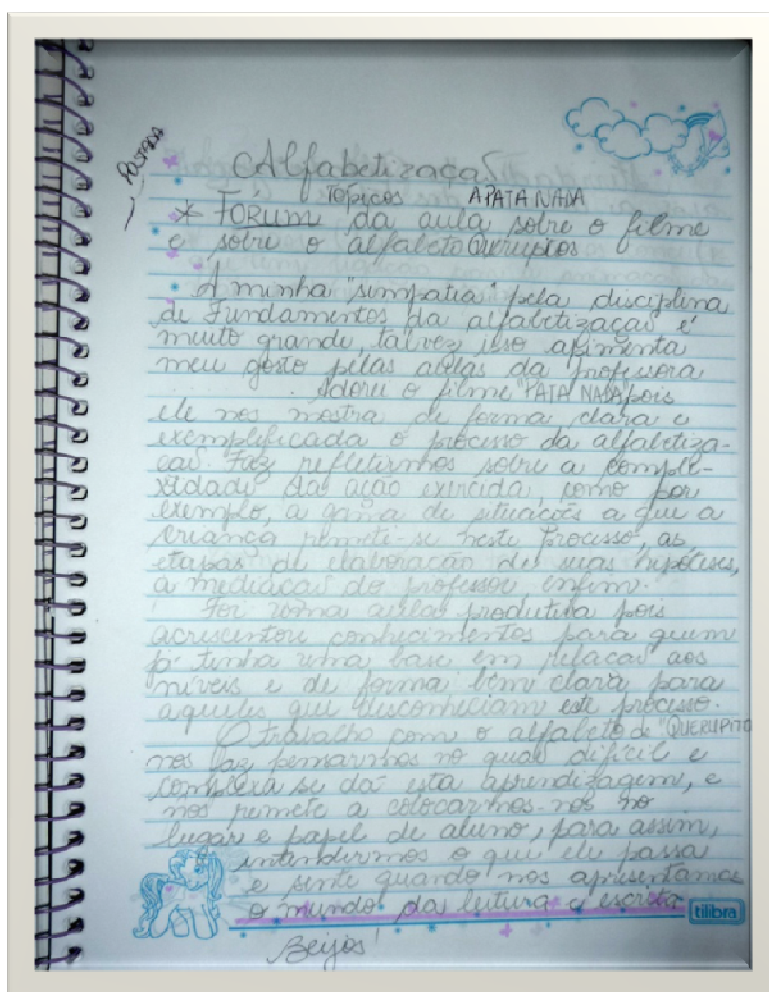 POSTADA
Alfabetização
Tópicos A PATA NADA
* FORUM da aula sobre o filme
e sobre o alfabeto Querupitos
A minha "simpatia" pela disciplina
de Fundamentos da alfabetização é
muito grande, talvez isso apimenta
meu gosto pelas aulas da professora
Adorei o filme "PATA NADA", pois
ele nos mostra de forma clara e
exemplificada o processo da alfabetiza-
ção. Faz refletirmos sobre a comple-
xidade da ação exercida, como por
exemplo, a gama de situações a que a
criança remeti-se neste Processo, as
etapas de elaboração de suas hipóteses,
a mediação do professor enfim.
Foi uma aula produtiva pois
acrescentou conhecimentos para quem
já tinha uma base em relação aos
níveis e de forma bem clara para
aqueles que desconheciam este processo.
O trabalho com o alfabeto de "QUERUPITO
nos faz pensarmos no quão difícil e
complexa se dá esta aprendizagem, e
nos remete a colocarmos-nos no
lugar e papel de aluno, para assim,
entendermos o que ele passa
e sente quando nos apresentamos
o mundo da leitura e escrita
tilibra
Beijos!